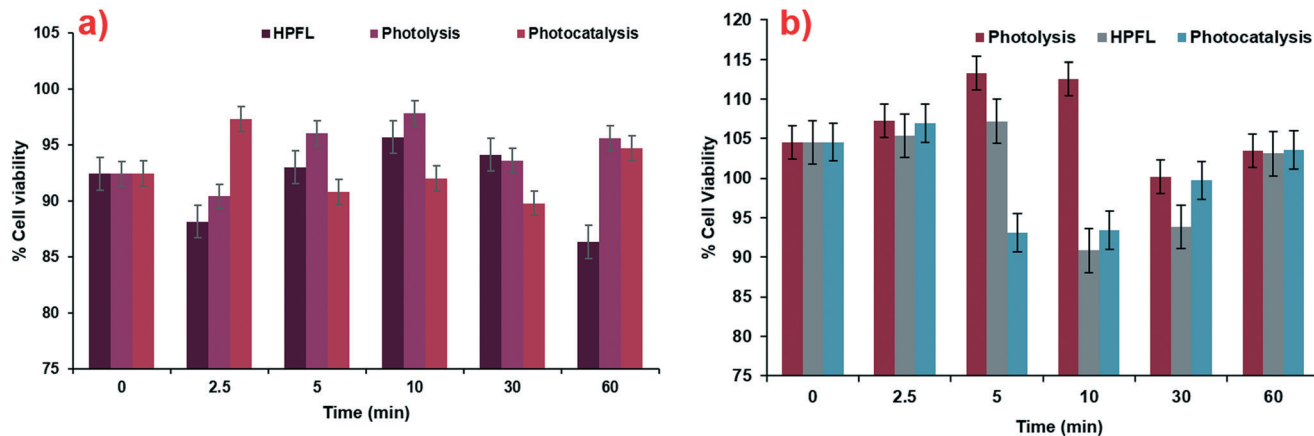 a)
HPFL Photolysis Photocatalysis
% Cell viability
105
100
95
90
85
80
75
0 2.5 5 10 30 60
Time (min)
b)
Photolysis HPFL Photocatalysis
% Cell Viability
120
115
110
105
100
95
90
85
80
75
0 2.5 5 10 30 60
Time (min)